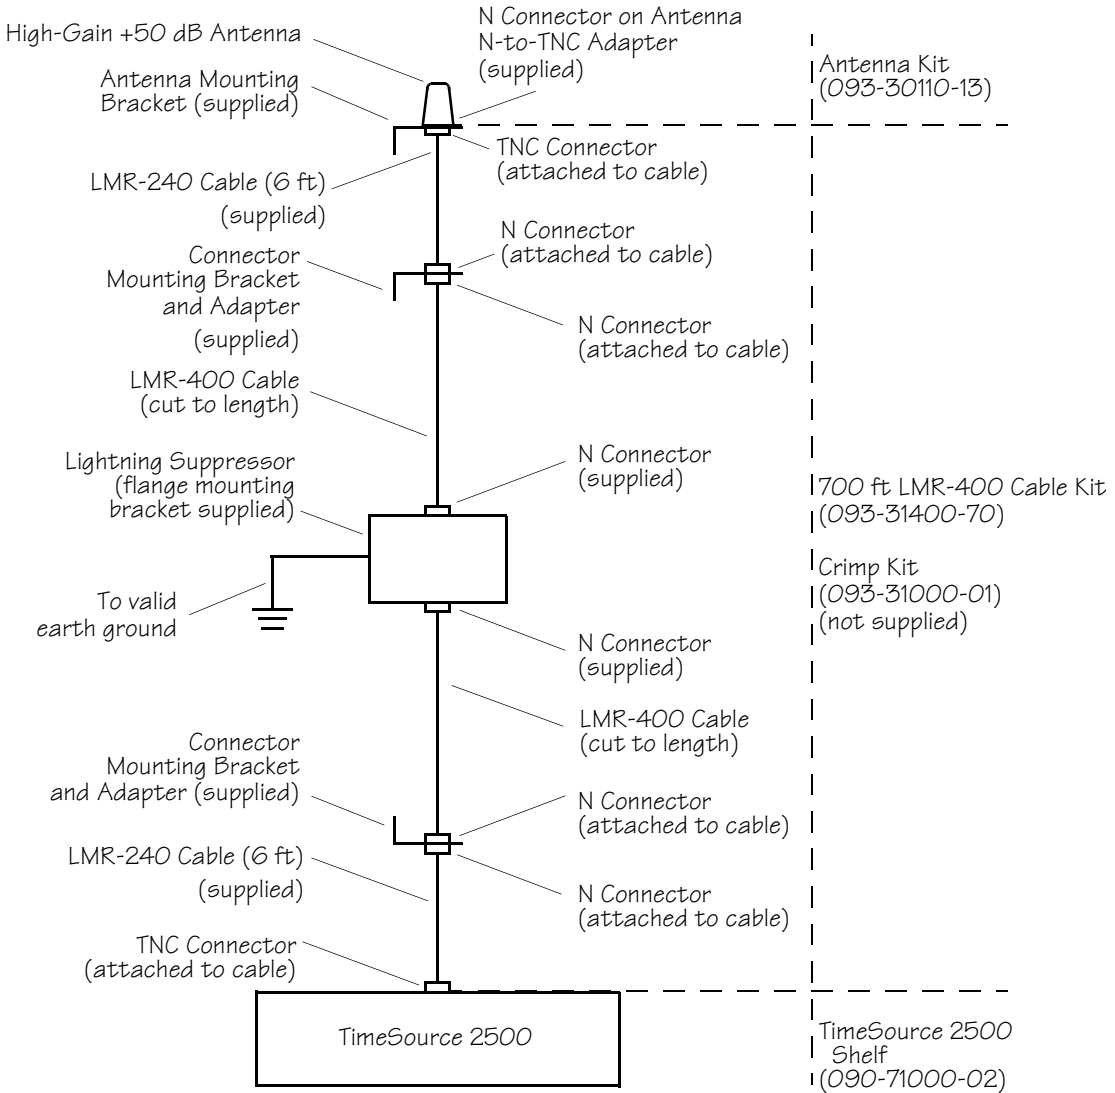 High-Gain +50 dB Antenna
N Connector on Antenna
N-to-TNC Adapter
(supplied)
Antenna Kit
(093-30110-13)
Antenna Mounting
Bracket (supplied)
TNC Connector
(attached to cable)
LMR-240 Cable (6 ft)
(supplied)
N Connector
(attached to cable)
Connector
Mounting Bracket
and Adapter
(supplied)
N Connector
(attached to cable)
LMR-400 Cable
(cut to length)
Lightning Suppressor
(flange mounting
bracket supplied)
N Connector
(supplied)
700 ft LMR-400 Cable Kit
(093-31400-70)
Crimp Kit
(093-31000-01)
(not supplied)
To valid
earth ground
N Connector
(supplied)
LMR-400 Cable
(cut to length)
Connector
Mounting Bracket
and Adapter (supplied)
N Connector
(attached to cable)
LMR-240 Cable (6 ft)
(supplied)
N Connector
(attached to cable)
TNC Connector
(attached to cable)
TimeSource 2500
TimeSource 2500
Shelf
(090-71000-02)